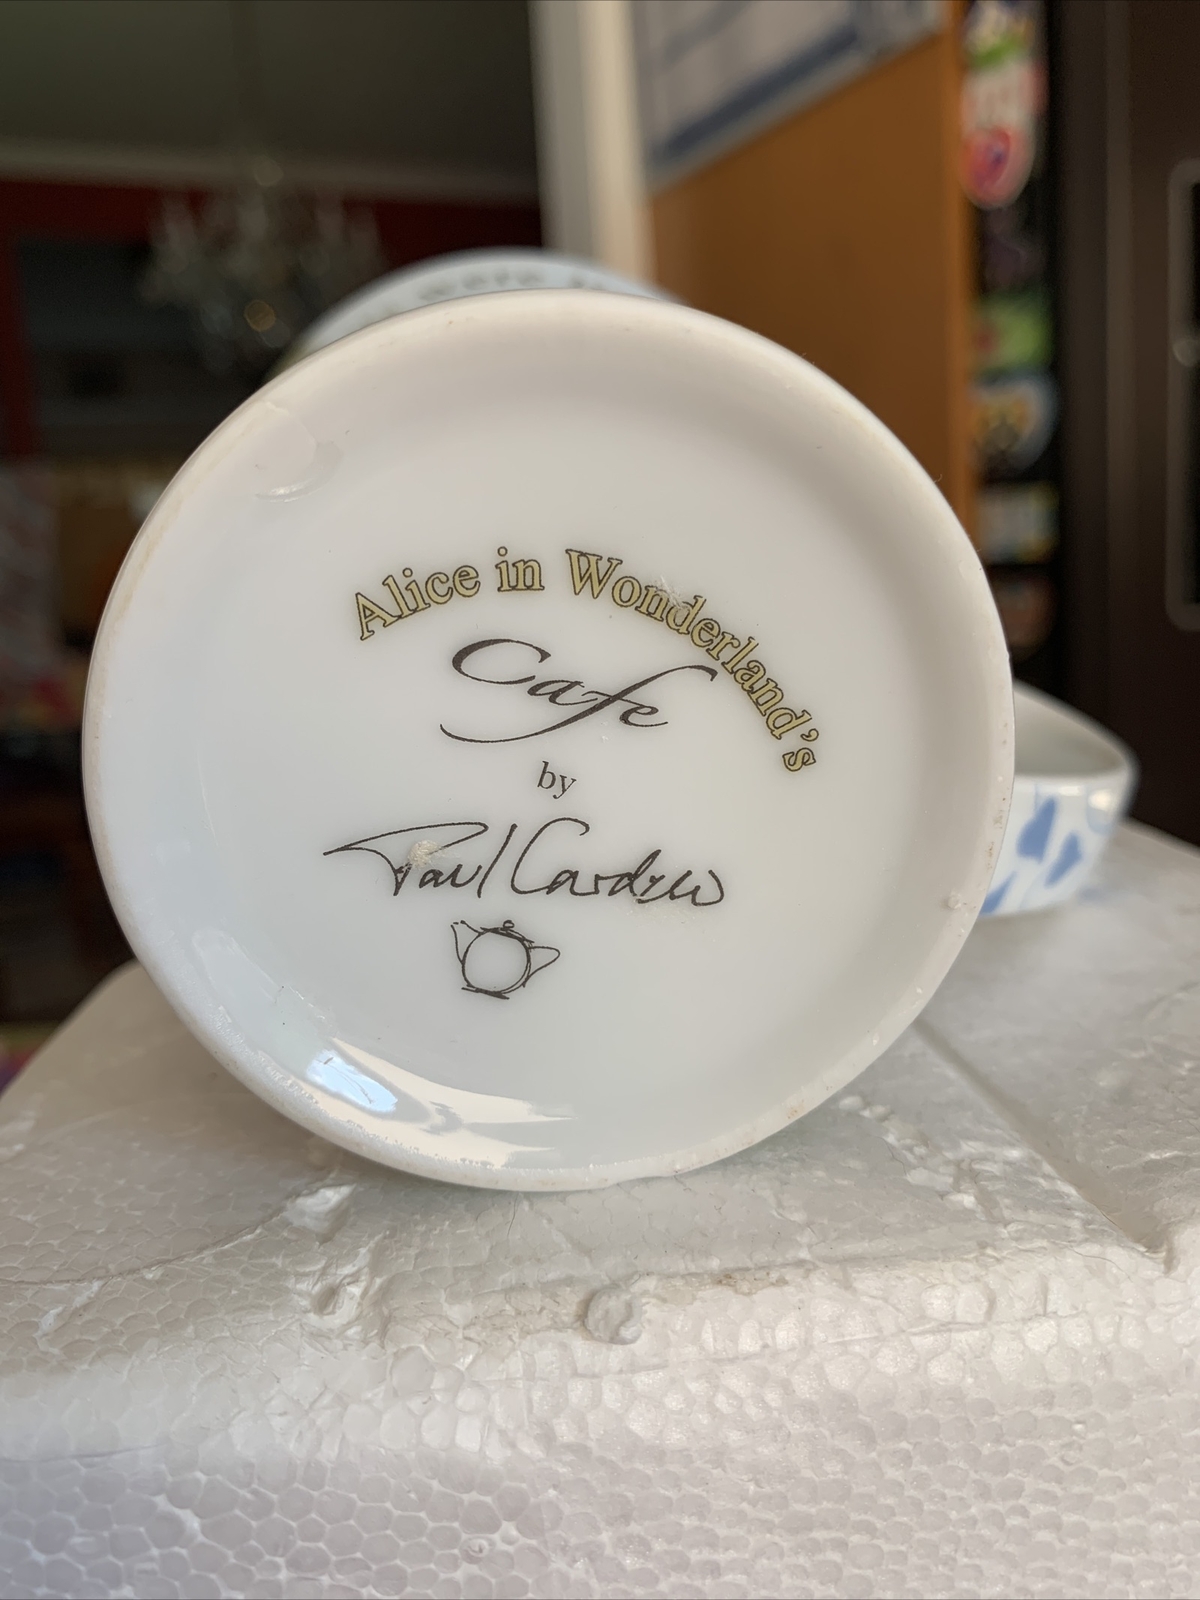 Alice in Wonderland's
Cafe
by
Paul Cardew